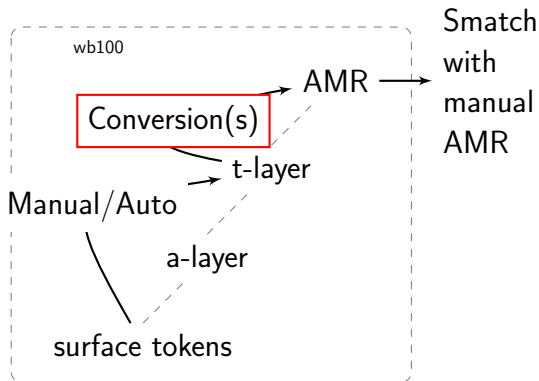 wb100
Smatch
with
manual
AMR
AMR
Conversion(s)
t-layer
Manual/Auto
a-layer
surface tokens